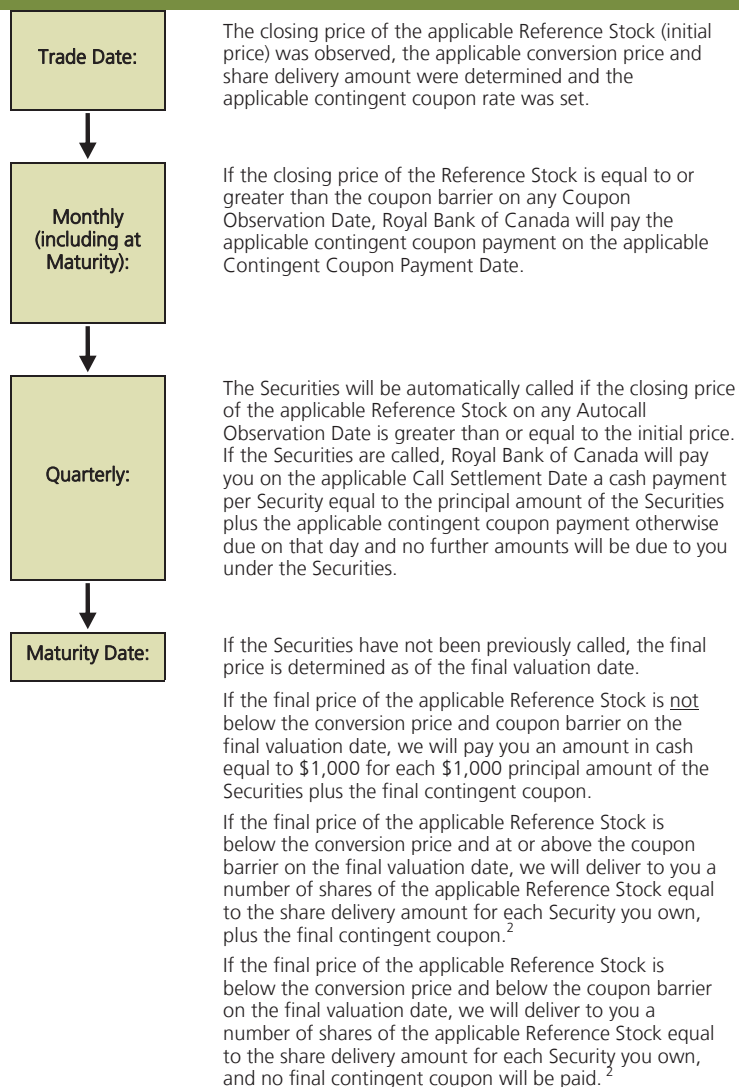 Trade Date:
The closing price of the applicable Reference Stock (initial
price) was observed, the applicable conversion price and
share delivery amount were determined and the
applicable contingent coupon rate was set.
Monthly
(including at
Maturity):
If the closing price of the Reference Stock is equal to or
greater than the coupon barrier on any Coupon
Observation Date, Royal Bank of Canada will pay the
applicable contingent coupon payment on the applicable
Contingent Coupon Payment Date.
Quarterly:
The Securities will be automatically called if the closing price
of the applicable Reference Stock on any Autocall
Observation Date is greater than or equal to the initial price.
If the Securities are called, Royal Bank of Canada will pay
you on the applicable Call Settlement Date a cash payment
per Security equal to the principal amount of the Securities
plus the applicable contingent coupon payment otherwise
due on that day and no further amounts will be due to you
under the Securities.
Maturity Date:
If the Securities have not been previously called, the final
price is determined as of the final valuation date.
If the final price of the applicable Reference Stock is not
below the conversion price and coupon barrier on the
final valuation date, we will pay you an amount in cash
equal to $1,000 for each $1,000 principal amount of the
Securities plus the final contingent coupon.
If the final price of the applicable Reference Stock is
below the conversion price and at or above the coupon
barrier on the final valuation date, we will deliver to you a
number of shares of the applicable Reference Stock equal
to the share delivery amount for each Security you own,
plus the final contingent coupon.2
If the final price of the applicable Reference Stock is
below the conversion price and below the coupon barrier
on the final valuation date, we will deliver to you a
number of shares of the applicable Reference Stock equal
to the share delivery amount for each Security you own,
and no final contingent coupon will be paid. 2